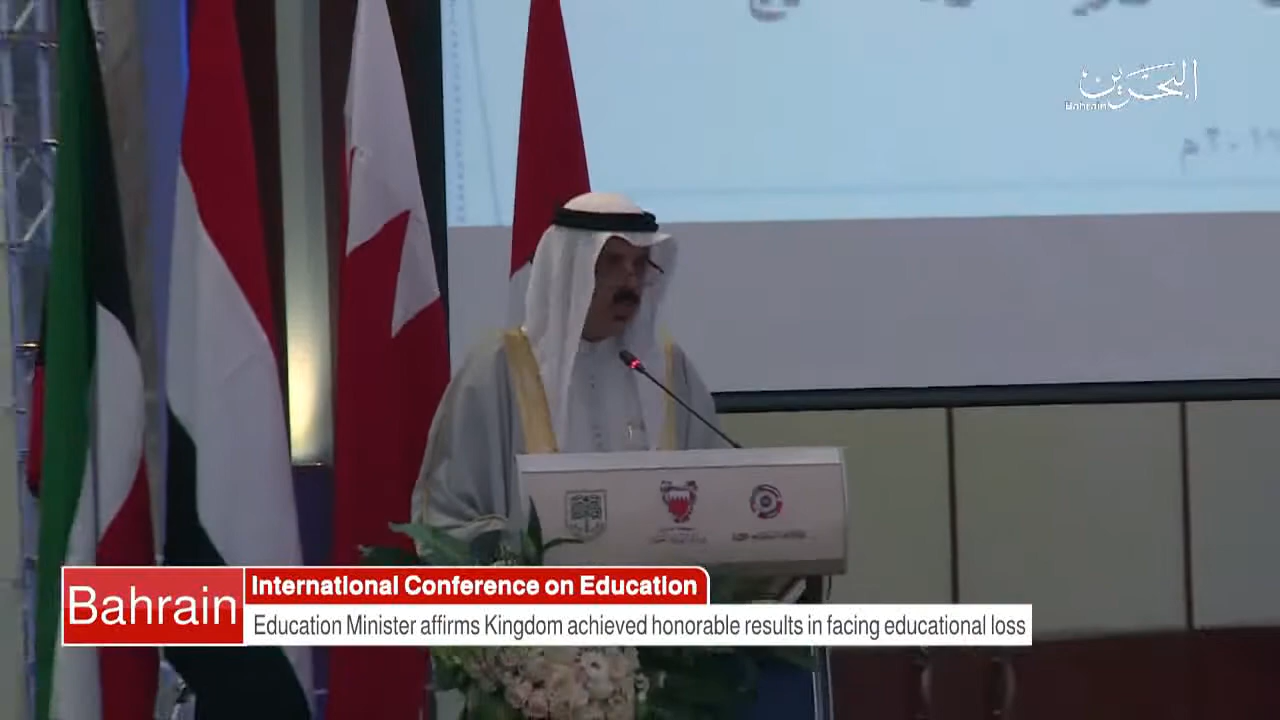 البحرين
Bahrain
Bahrain
International Conference on Education
Education Minister affirms Kingdom achieved honorable results in facing educational loss